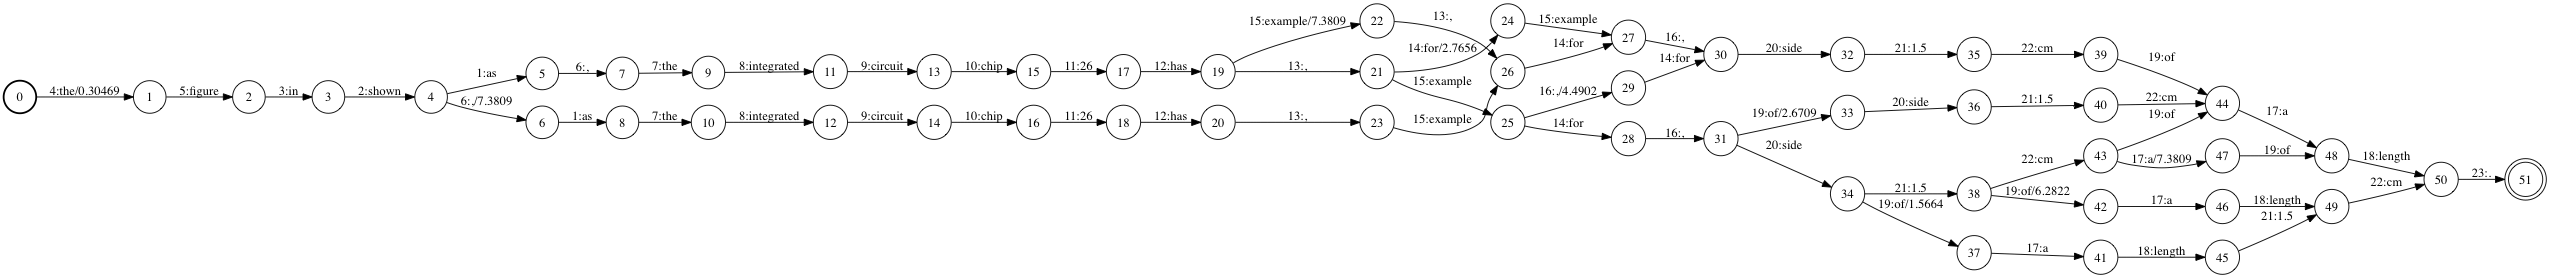 0 4:the/0.30469 1 5:figure 2 3:in 3 2:shown 4
1:as 5 6:, 7 7:the 9 8:integrated 11 9:circuit 13 10:chip 15 11:26 17 12:has 19
6:,/7.3809 6 1:as 8 7:the 10 8:integrated 12 9:circuit 14 10:chip 16 11:26 18 12:has 20 13:, 23 15:example
15:example/7.3809 22 13:, 26 14:for 27
13:, 21 14:for/2.7656 24 15:example
15:example 25 16:,/4.4902 29 14:for
16:, 30 20:side 32 21:1.5 35 22:cm 39 19:of
14:for 28 16:, 31 19:of/2.6709 33 20:side 36 21:1.5 40 22:cm 44 17:a
20:side 34 21:1.5 38 22:cm 43 19:of
17:a/7.3809 47 19:of 48 18:length 50 23:. 51
19:of/6.2822 42 17:a 46 18:length 49 22:cm
19:of/1.5664 37 17:a 41 18:length 45 21:1.5